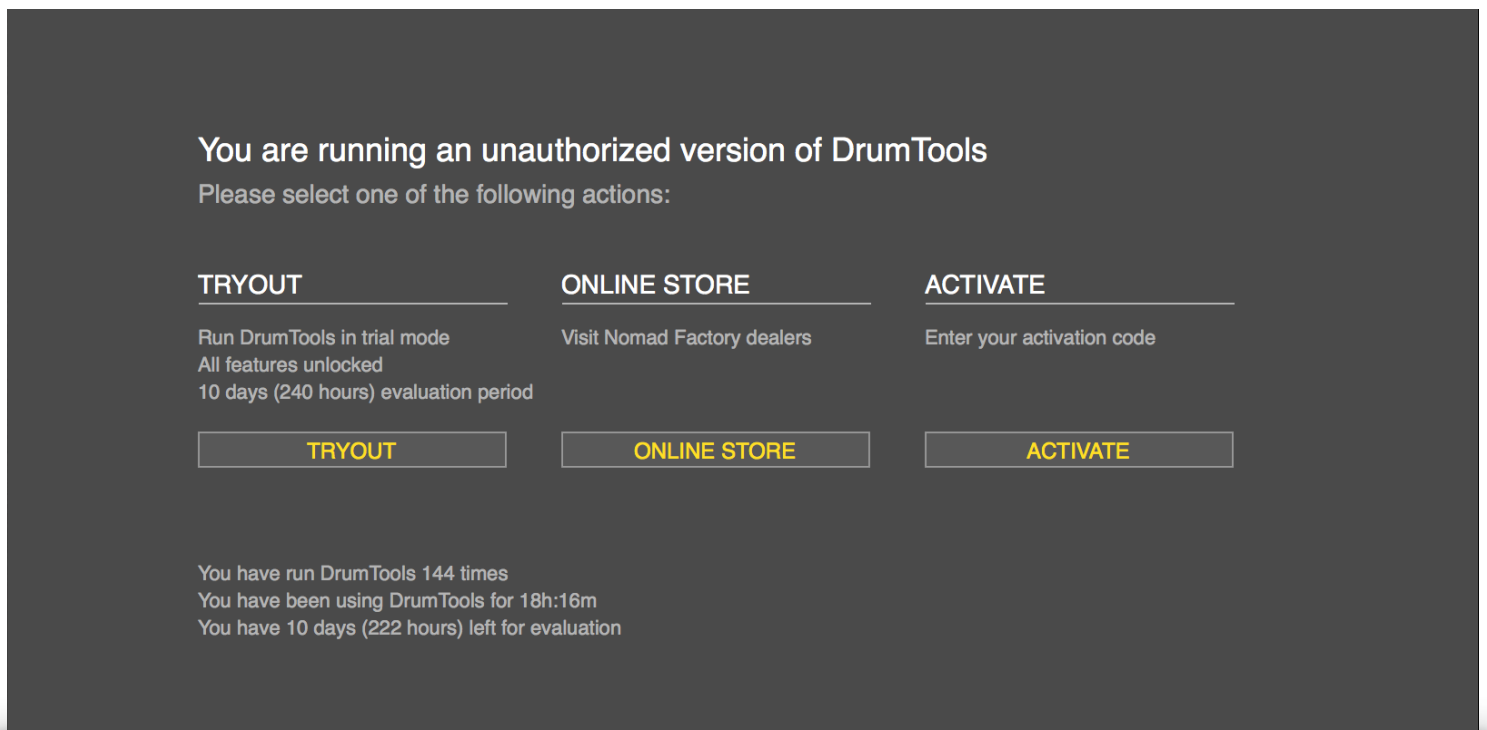 You are running an unauthorized version of DrumTools
Please select one of the following actions:
TRYOUT
Run DrumTools in trial mode
All features unlocked
10 days (240 hours) evaluation period
TRYOUT
ONLINE STORE
Visit Nomad Factory dealers
ONLINE STORE
ACTIVATE
Enter your activation code
ACTIVATE
You have run DrumTools 144 times
You have been using DrumTools for 18h:16m
You have 10 days (222 hours) left for evaluation